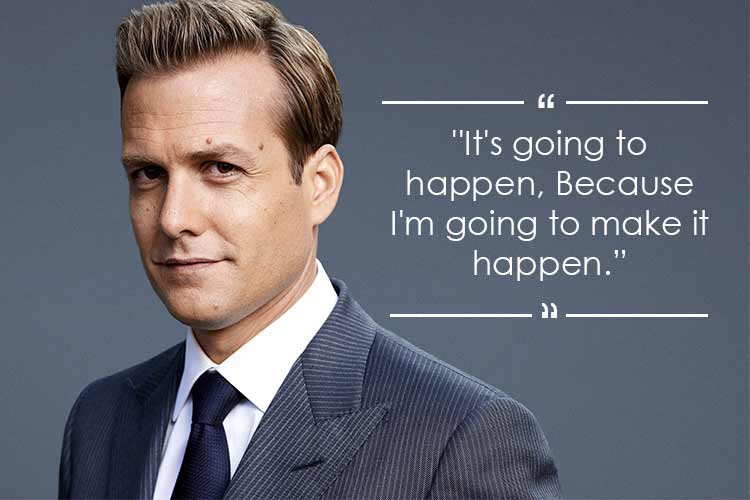 “
"It's going to
happen, Because
I'm going to make it
happen.”
”